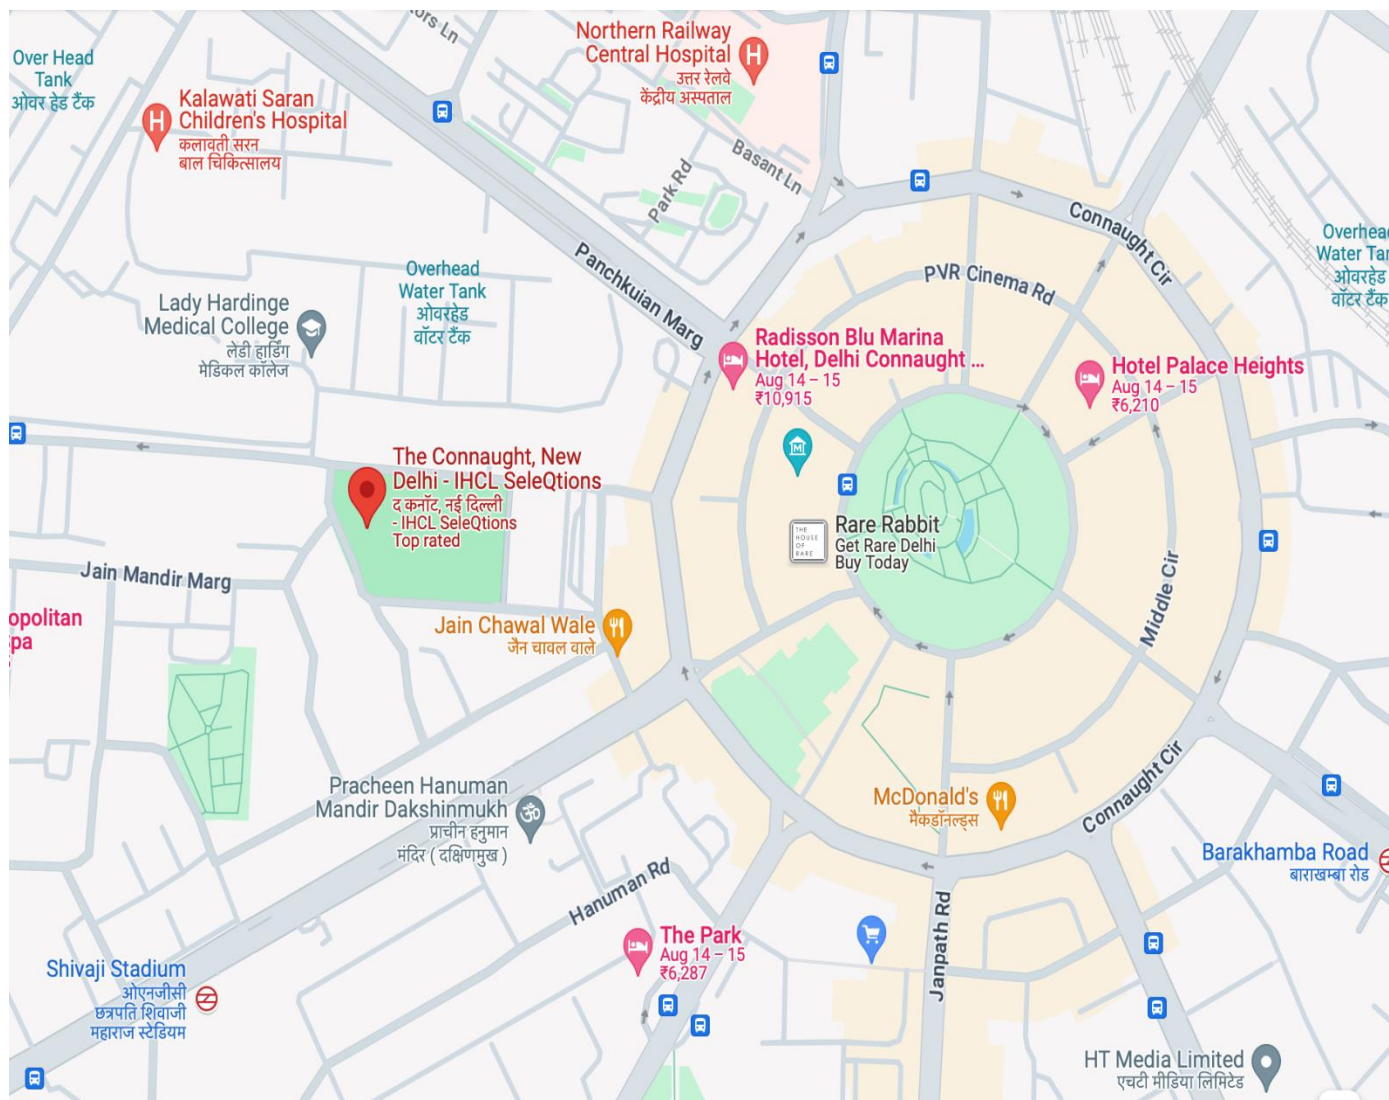 Northern Railway
Central Hospital
उत्तर रेलवे
केंद्रीय अस्पताल
Over Head
Tank
ओवर हेड टैंक
Kalawati Saran
Children's Hospital
कलावती सरन
बाल चिकित्सालय
Basant Ln
Park Rd
Connaught Cir
Overhead
Water Tank
ओवरहेड
वॉटर टैंक
Panchkuian Marg
PVR Cinema Rd
Lady Hardinge
Medical College
लेडी हार्डिंग
मेडिकल कॉलेज
Radisson Blu Marina
Hotel, Delhi Connaught ...
Aug 14 – 15
₹10,915
Hotel Palace Heights
Aug 14 – 15
₹6,210
Water
ओवरहेड
वॉटर टैंक
The Connaught, New
Delhi - IHCL SeleQtions
द कनॉट, नई दिल्ली
- IHCL SeleQtions
Top rated
THE
HOUSE
OF
RARE
Rare Rabbit
Get Rare Delhi
Buy Today
Jain Mandir Marg
Middle Cir
opolitan
pa
Jain Chawal Wale
जैन चावल वाले
Pracheen Hanuman
Mandir Dakshinmukh
प्राचीन हनुमान
मंदिर ( दक्षिणमुख )
McDonald's
मैकडॉनल्ड्स
Connaught Cir
Barakhamba Road
बाराखम्बा रोड
Hanuman Rd
Janpath Rd
The Park
Aug 14 – 15
₹6,287
Shivaji Stadium
ओएनजीसी
छत्रपति शिवाजी
महाराज स्टेडियम
HT Media Limited
एचटी मीडिया लिमिटेड